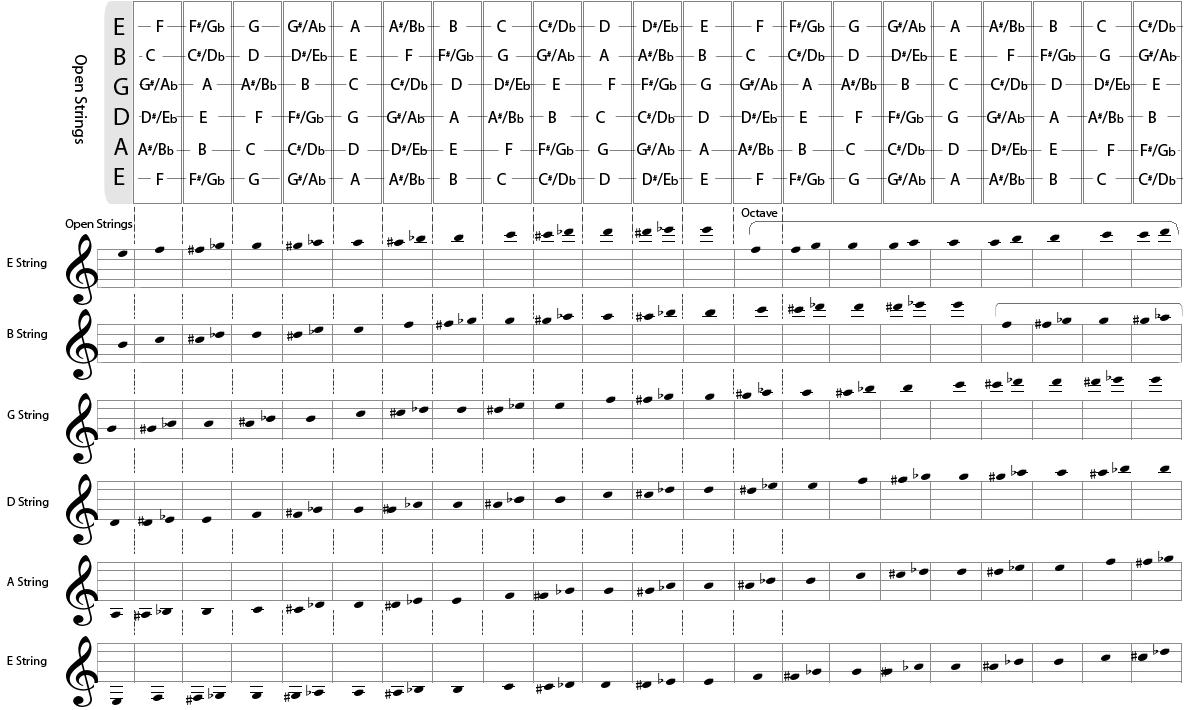 Open Strings
E F F#/Gb G G#/Ab A A#/Bb B C C#/Db D D#/Eb E F F#/Gb G G#/Ab A A#/Bb B C C#/Db
B C C#/Db D D#/Eb E F F#/Gb G G#/Ab A A#/Bb B C C#/Db D D#/Eb E F F#/Gb G G#/Ab
G G#/Ab A A#/Bb B C C#/Db D D#/Eb E F F#/Gb G G#/Ab A A#/Bb B C C#/Db D D#/Eb E
D D#/Eb E F F#/Gb G G#/Ab A A#/Bb B C C#/Db D D#/Eb E F F#/Gb G G#/Ab A A#/Bb B
A A#/Bb B C C#/Db D D#/Eb E F F#/Gb G G#/Ab A A#/Bb B C C#/Db D D#/Eb E F F#/Gb
E F F#/Gb G G#/Ab A A#/Bb B C C#/Db D D#/Eb E F F#/Gb G G#/Ab A A#/Bb B C C#/Db
Open Strings
Octave
E String
B String
G String
D String
A String
E String